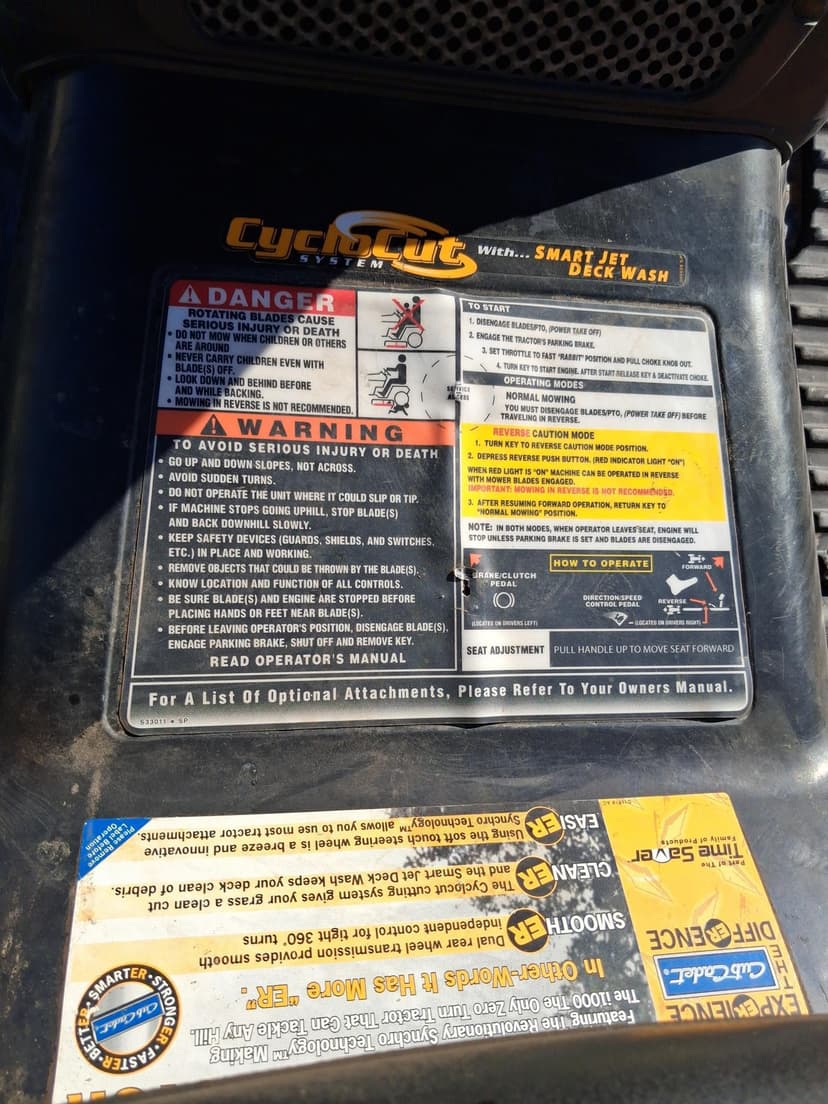 CycloCut
SYSTEM
With... SMART JET
DECK WASH
DANGER
ROTATING BLADES CAUSE
SERIOUS INJURY OR DEATH
• DO NOT MOW WHEN CHILDREN OR OTHERS
ARE AROUND
• NEVER CARRY CHILDREN EVEN WITH
BLADE(S) OFF.
• LOOK DOWN AND BEHIND BEFORE
AND WHILE BACKING.
• MOWING IN REVERSE IS NOT RECOMMENDED.
WARNING
TO AVOID SERIOUS INJURY OR DEATH
• GO UP AND DOWN SLOPES, NOT ACROSS.
• AVOID SUDDEN TURNS.
• DO NOT OPERATE THE UNIT WHERE IT COULD SLIP OR TIP.
• IF MACHINE STOPS GOING UPHILL, STOP BLADE(S)
AND BACK DOWNHILL SLOWLY.
• KEEP SAFETY DEVICES (GUARDS, SHIELDS, AND SWITCHES,
ETC.) IN PLACE AND WORKING.
• REMOVE OBJECTS THAT COULD BE THROWN BY THE BLADE(S).
• KNOW LOCATION AND FUNCTION OF ALL CONTROLS.
• BE SURE BLADE(S) AND ENGINE ARE STOPPED BEFORE
PLACING HANDS OR FEET NEAR BLADE(S).
• BEFORE LEAVING OPERATOR'S POSITION, DISENGAGE BLADE(S),
ENGAGE PARKING BRAKE, SHUT OFF AND REMOVE KEY.
READ OPERATOR'S MANUAL
SERVICE
ACCESS
TO START
1. DISENGAGE BLADES/PTO, (POWER TAKE OFF)
2. ENGAGE THE TRACTOR'S PARKING BRAKE.
3. SET THROTTLE TO FAST "RABBIT" POSITION AND PULL CHOKE KNOB OUT.
4. TURN KEY TO START ENGINE. AFTER START RELEASE KEY & DEACTIVATE CHOKE.
OPERATING MODES
NORMAL MOWING
YOU MUST DISENGAGE BLADES/PTO, (POWER TAKE OFF) BEFORE
TRAVELING IN REVERSE.
REVERSE CAUTION MODE
1. TURN KEY TO REVERSE CAUTION MODE POSITION.
2. DEPRESS REVERSE PUSH BUTTON. (RED INDICATOR LIGHT "ON")
WHEN RED LIGHT IS "ON" MACHINE CAN BE OPERATED IN REVERSE
WITH MOWER BLADES ENGAGED.
IMPORTANT: MOWING IN REVERSE IS NOT RECOMMENDED.
3. AFTER RESUMING FORWARD OPERATION, RETURN KEY TO
"NORMAL MOWING" POSITION.
NOTE: IN BOTH MODES, WHEN OPERATOR LEAVES SEAT, ENGINE WILL
STOP UNLESS PARKING BRAKE IS SET AND BLADES ARE DISENGAGED.
HOW TO OPERATE
BRAKE/CLUTCH
PEDAL
(LOCATED ON DRIVERS LEFT)
DIRECTION/SPEED
CONTROL PEDAL
(LOCATED ON DRIVERS RIGHT)
FORWARD
REVERSE
SEAT ADJUSTMENT
PULL HANDLE UP TO MOVE SEAT FORWARD
For A List Of Optional Attachments, Please Refer To Your Owners Manual.
533011 • SP
EXPERIENCE
Cub Cadet
THE
DIFFERENCE
Part of The
Time Saver
Family of Products
Featuring The Revolutionary Synchro Technology™ Making
The i1000 The Only Zero Turn Tractor That Can Tackle Any Hill.
In Other-Words It Has More "ER".
SMOOTHER
Dual rear wheel transmission provides smooth
independent control for tight 360° turns
CLEANER
The Cyclocut cutting system gives your grass a clean cut
and the Smart Jet Deck Wash keeps your deck clean of debris.
EASIER
Using the soft touch steering wheel is a breeze and innovative
Synchro Technology™ allows you to use most tractor attachments.
SMARTER • STRONGER • FASTER • BETTER
Cub Cadet
Please Remove
Label Before
Operation